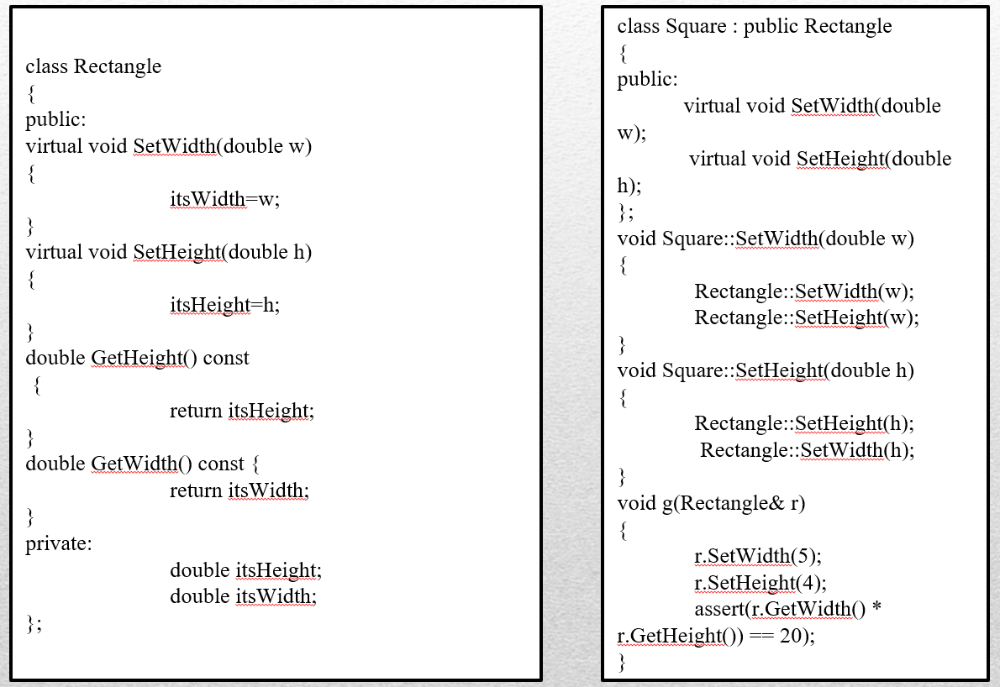 class Rectangle
{
public:
virtual void SetWidth(double w)
{
itsWidth=w;
}
virtual void SetHeight(double h)
{
itsHeight=h;
}
double GetHeight() const
{
return itsHeight;
}
double GetWidth() const {
return itsWidth;
}
private:
double itsHeight;
double itsWidth;
};
class Square : public Rectangle
{
public:
virtual void SetWidth(double
w);
virtual void SetHeight(double
h);
};
void Square::SetWidth(double w)
{
Rectangle::SetWidth(w);
Rectangle::SetHeight(w);
}
void Square::SetHeight(double h)
{
Rectangle::SetHeight(h);
Rectangle::SetWidth(h);
}
void g(Rectangle& r)
{
r.SetWidth(5);
r.SetHeight(4);
assert(r.GetWidth() *
r.GetHeight()) == 20);
}